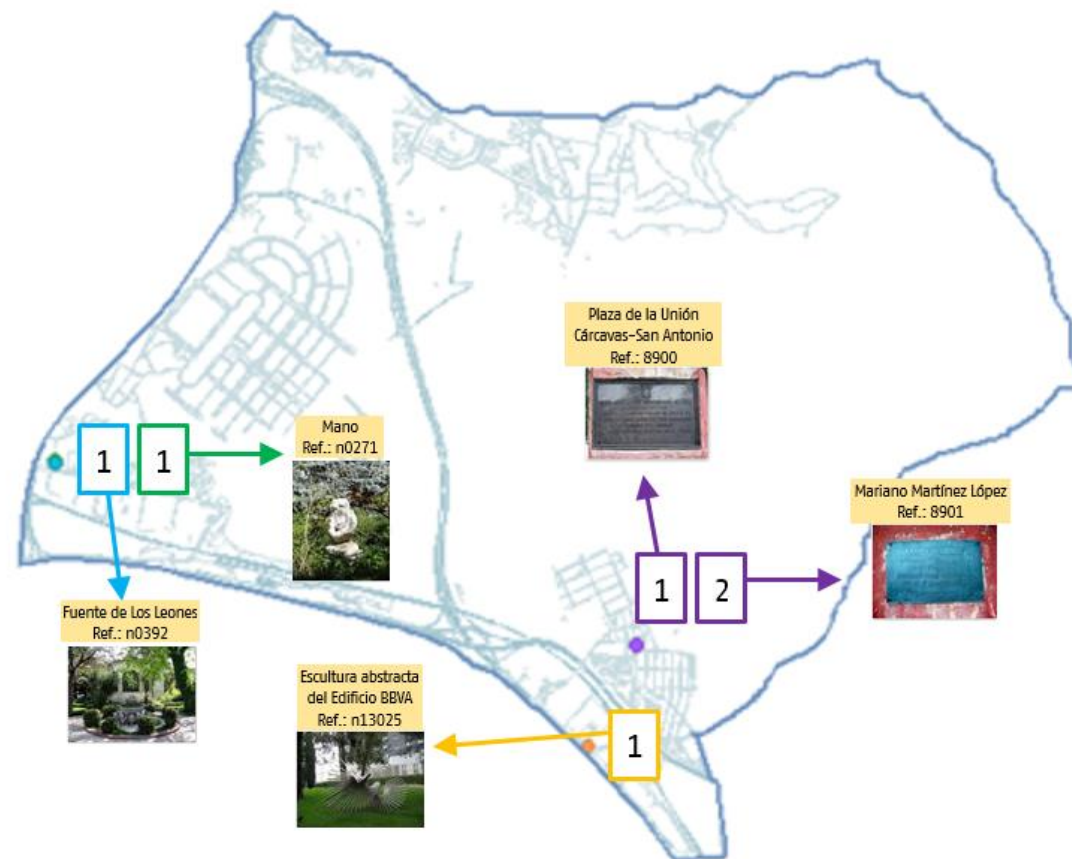 Plaza de la Unión
Cárcavas-San Antonio
Ref.: 8900
Mano
Ref.: n0271
1
1
Mariano Martínez López
Ref.: 8901
1
2
Fuente de Los Leones
Ref.: n0392
Escultura abstracta
del Edificio BBVA
Ref.: n13025
1